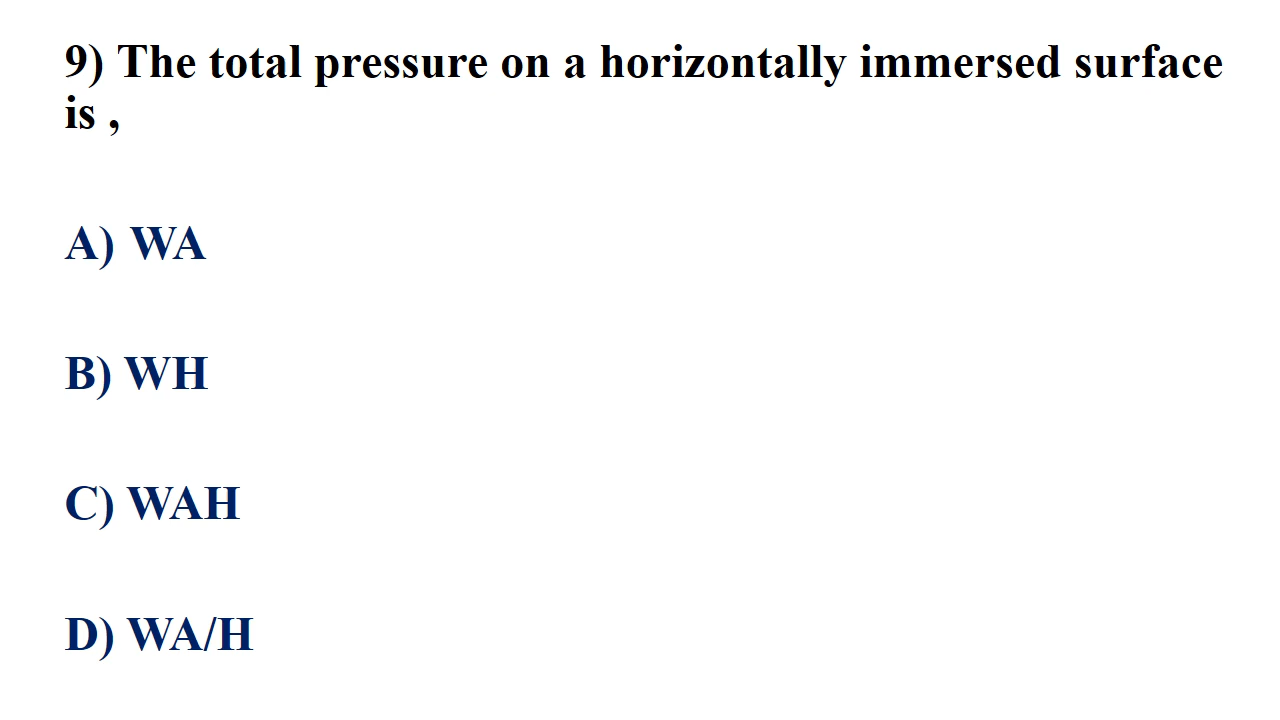 9) The total pressure on a horizontally immersed surface
is ,
A) WA
B) WH
C) WAH
D) WA/H